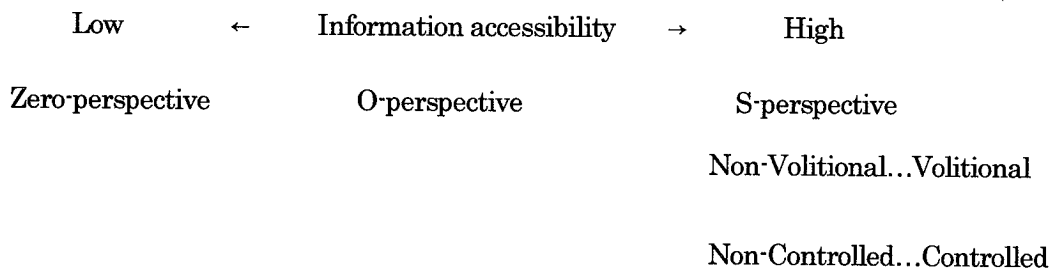 Low ← Information accessibility → High
Zero-perspective O-perspective S-perspective
Non-Volitional...Volitional
Non-Controlled...Controlled